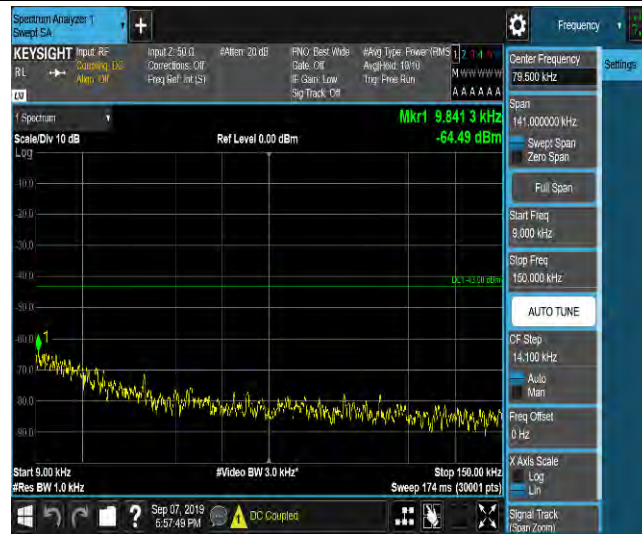 Spectrum Analyzer 1
Swept SA
Frequency
KEYSIGHT
RL
Input: RF
Coupling: DC
Align: Off
Input Z: 50 Ω
Corrections: Off
Freq Ref: Int (S)
#Atten: 20 dB
PNO: Best Wide
Gate: Off
IF Gain: Low
Sig Track: Off
#Avg Type: Power (RMS
Avg|Hold: 10/10
Trig: Free Run
1 2 3 4 5 6
M W W W W W
A A A A A A
LXI
1 Spectrum
Scale/Div 10 dB
Log
Ref Level 0.00 dBm
Mkr1 9.841 3 kHz
-64.49 dBm
-10.0
-20.0
-30.0
-40.0
DL1 -43.00 dBm
-50.0
-60.0
1
-70.0
-80.0
-90.0
Start 9.00 kHz
#Video BW 3.0 kHz*
Stop 150.00 kHz
#Res BW 1.0 kHz
Sweep 174 ms (30001 pts)
Center Frequency
79.500 kHz
Settings
Span
141.000000 kHz
Swept Span
Zero Span
Full Span
Start Freq
9.000 kHz
Stop Freq
150.000 kHz
AUTO TUNE
CF Step
14.100 kHz
Auto
Man
Freq Offset
0 Hz
X Axis Scale
Log
Lin
Signal Track
(Span Zoom)
?
Sep 07, 2019
5:57:49 PM
DC Coupled